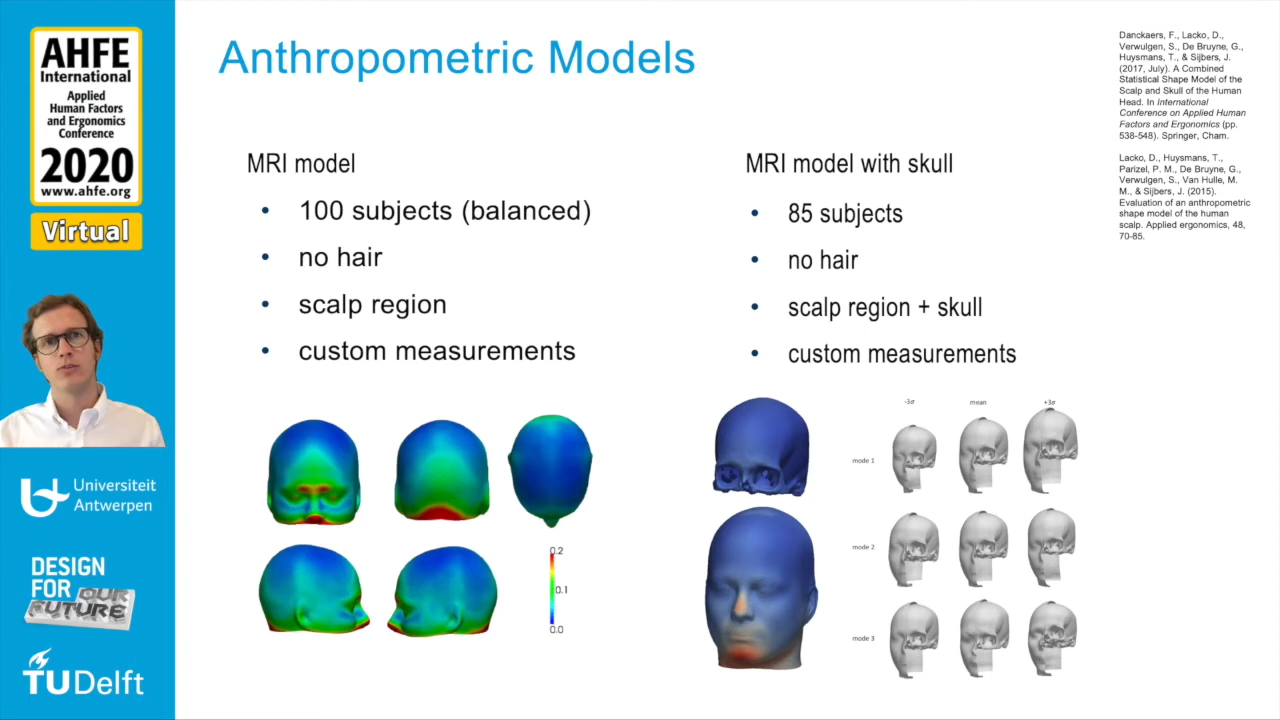 AHFE
International
Applied
Human Factors
and Ergonomics
Conference
2020
www.ahfe.org
Virtual
Universiteit
Antwerpen
DESIGN
FOR
OUR
FUTURE
TUDelft
Anthropometric Models
MRI model
• 100 subjects (balanced)
• no hair
• scalp region
• custom measurements
0.2
0.1
0.0
MRI model with skull
• 85 subjects
• no hair
• scalp region + skull
• custom measurements
-3σ mean +3σ
mode 1
mode 2
mode 3
Danckaers, F., Lacko, D.,
Verwulgen, S., De Bruyne, G.,
Huysmans, T., & Sijbers, J.
(2017, July). A Combined
Statistical Shape Model of the
Scalp and Skull of the Human
Head. In International
Conference on Applied Human
Factors and Ergonomics (pp.
538-548). Springer, Cham.
Lacko, D., Huysmans, T.,
Parizel, P. M., De Bruyne, G.,
Verwulgen, S., Van Hulle, M.
M., & Sijbers, J. (2015).
Evaluation of an anthropometric
shape model of the human
scalp. Applied ergonomics, 48,
70-85.